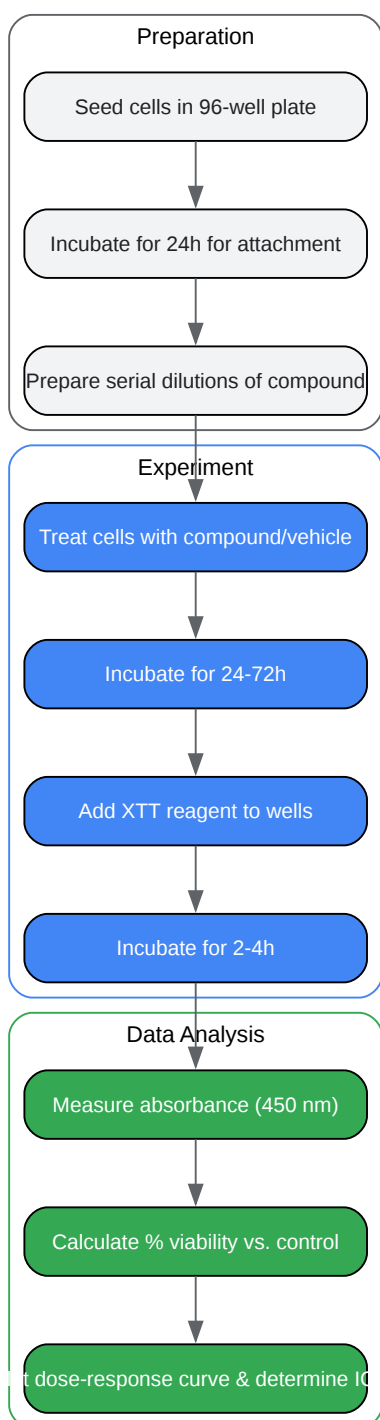 Preparation
Seed cells in 96-well plate
Incubate for 24h for attachment
Prepare serial dilutions of compound
Experiment
Treat cells with compound/vehicle
Incubate for 24-72h
Add XTT reagent to wells
Incubate for 2-4h
Data Analysis
Measure absorbance (450 nm)
Calculate % viability vs. control
dose-response curve & determine